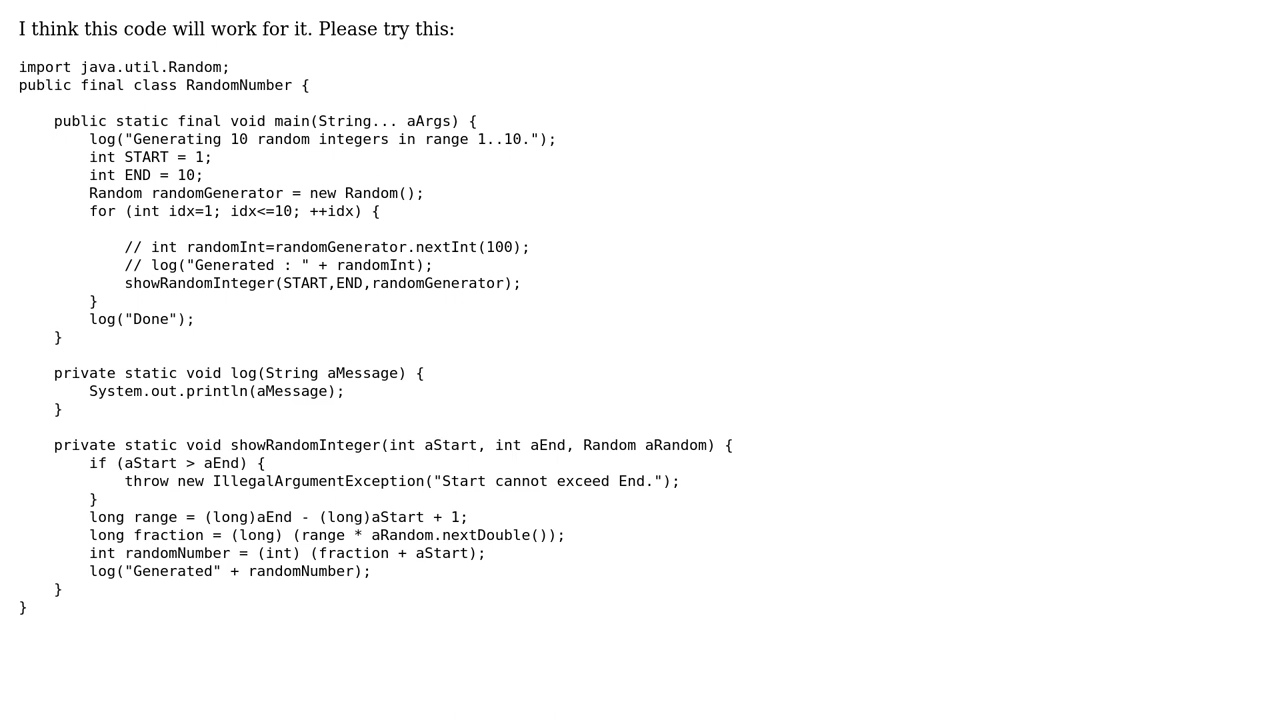 I think this code will work for it. Please try this:
import java.util.Random;
public final class RandomNumber {
    public static final void main(String... aArgs) {
        log("Generating 10 random integers in range 1..10.");
        int START = 1;
        int END = 10;
        Random randomGenerator = new Random();
        for (int idx=1; idx<=10; ++idx) {
            // int randomInt=randomGenerator.nextInt(100);
            // log("Generated : " + randomInt);
            showRandomInteger(START,END,randomGenerator);
        }
        log("Done");
    }
    private static void log(String aMessage) {
        System.out.println(aMessage);
    }
    private static void showRandomInteger(int aStart, int aEnd, Random aRandom) {
        if (aStart > aEnd) {
            throw new IllegalArgumentException("Start cannot exceed End.");
        }
        long range = (long)aEnd - (long)aStart + 1;
        long fraction = (long) (range * aRandom.nextDouble());
        int randomNumber = (int) (fraction + aStart);
        log("Generated" + randomNumber);
    }
}